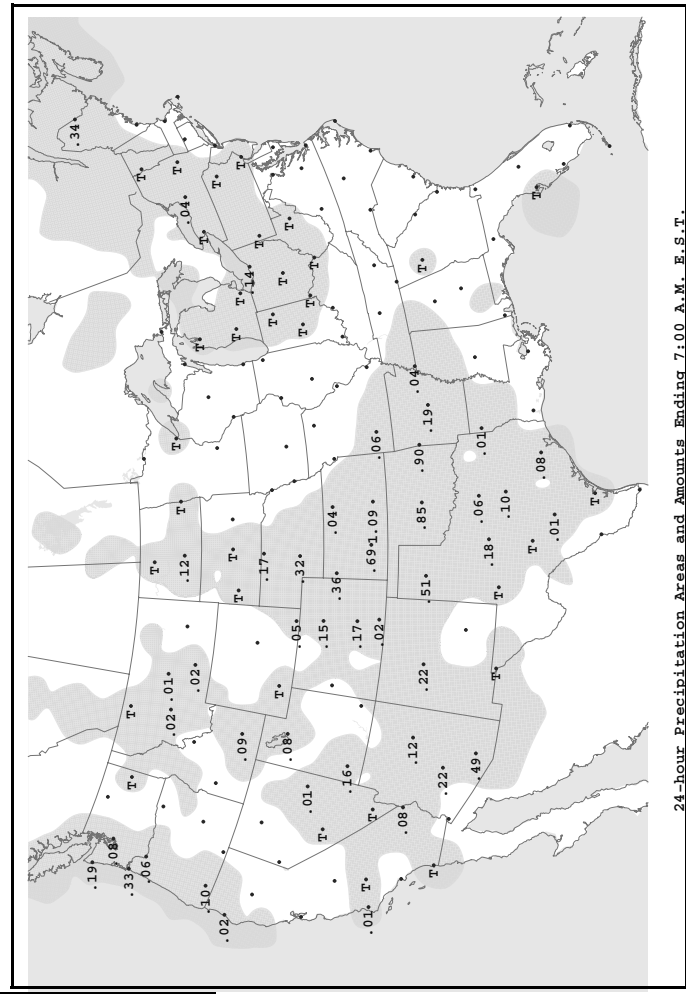 .34
.19
.08
.33
T
T
T
.06
T
.01
.02
T
T
T
.12
.04
.02
T
T
.10
T
.02
T
T
T
T
T
.09
.14
T
.17
T
T
T
.08
T
.05
.32
T
.01
T
T
T
.15
.04
.36
.16
.17
T
.01
.69 1.09
T
.06
.02
.08
.12
.04
.90
.85
T
.22
.51
.19
T
.22
.49
.06
.01
.18
T
T
.10
T
T
.08
.01
T
24-hour Precipitation Areas and Amounts Ending 7:00 A.M. E.S.T.